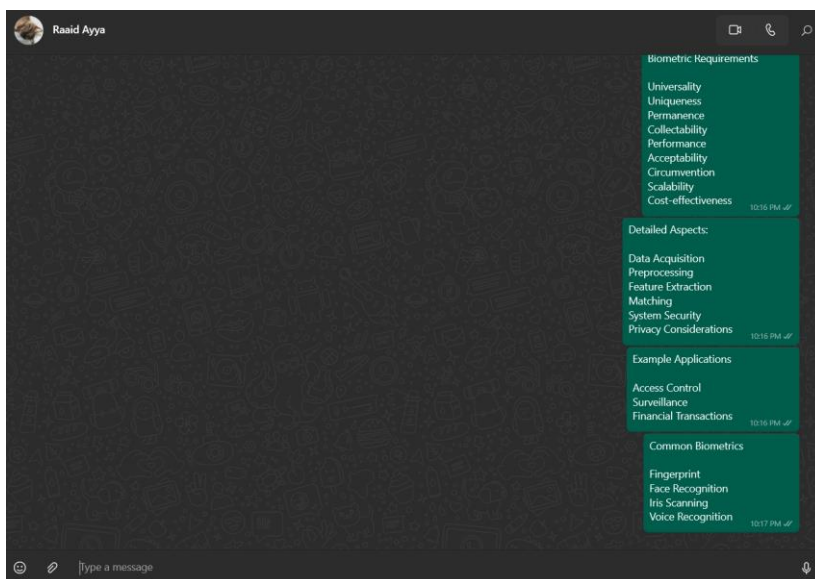 Raaid Ayya
Biometric Requirements
Universality
Uniqueness
Permanence
Collectability
Performance
Acceptability
Circumvention
Scalability
Cost-effectiveness
10:16 PM
Detailed Aspects:
Data Acquisition
Preprocessing
Feature Extraction
Matching
System Security
Privacy Considerations
10:16 PM
Example Applications
Access Control
Surveillance
Financial Transactions
10:16 PM
Common Biometrics
Fingerprint
Face Recognition
Iris Scanning
Voice Recognition
10:17 PM
Type a message